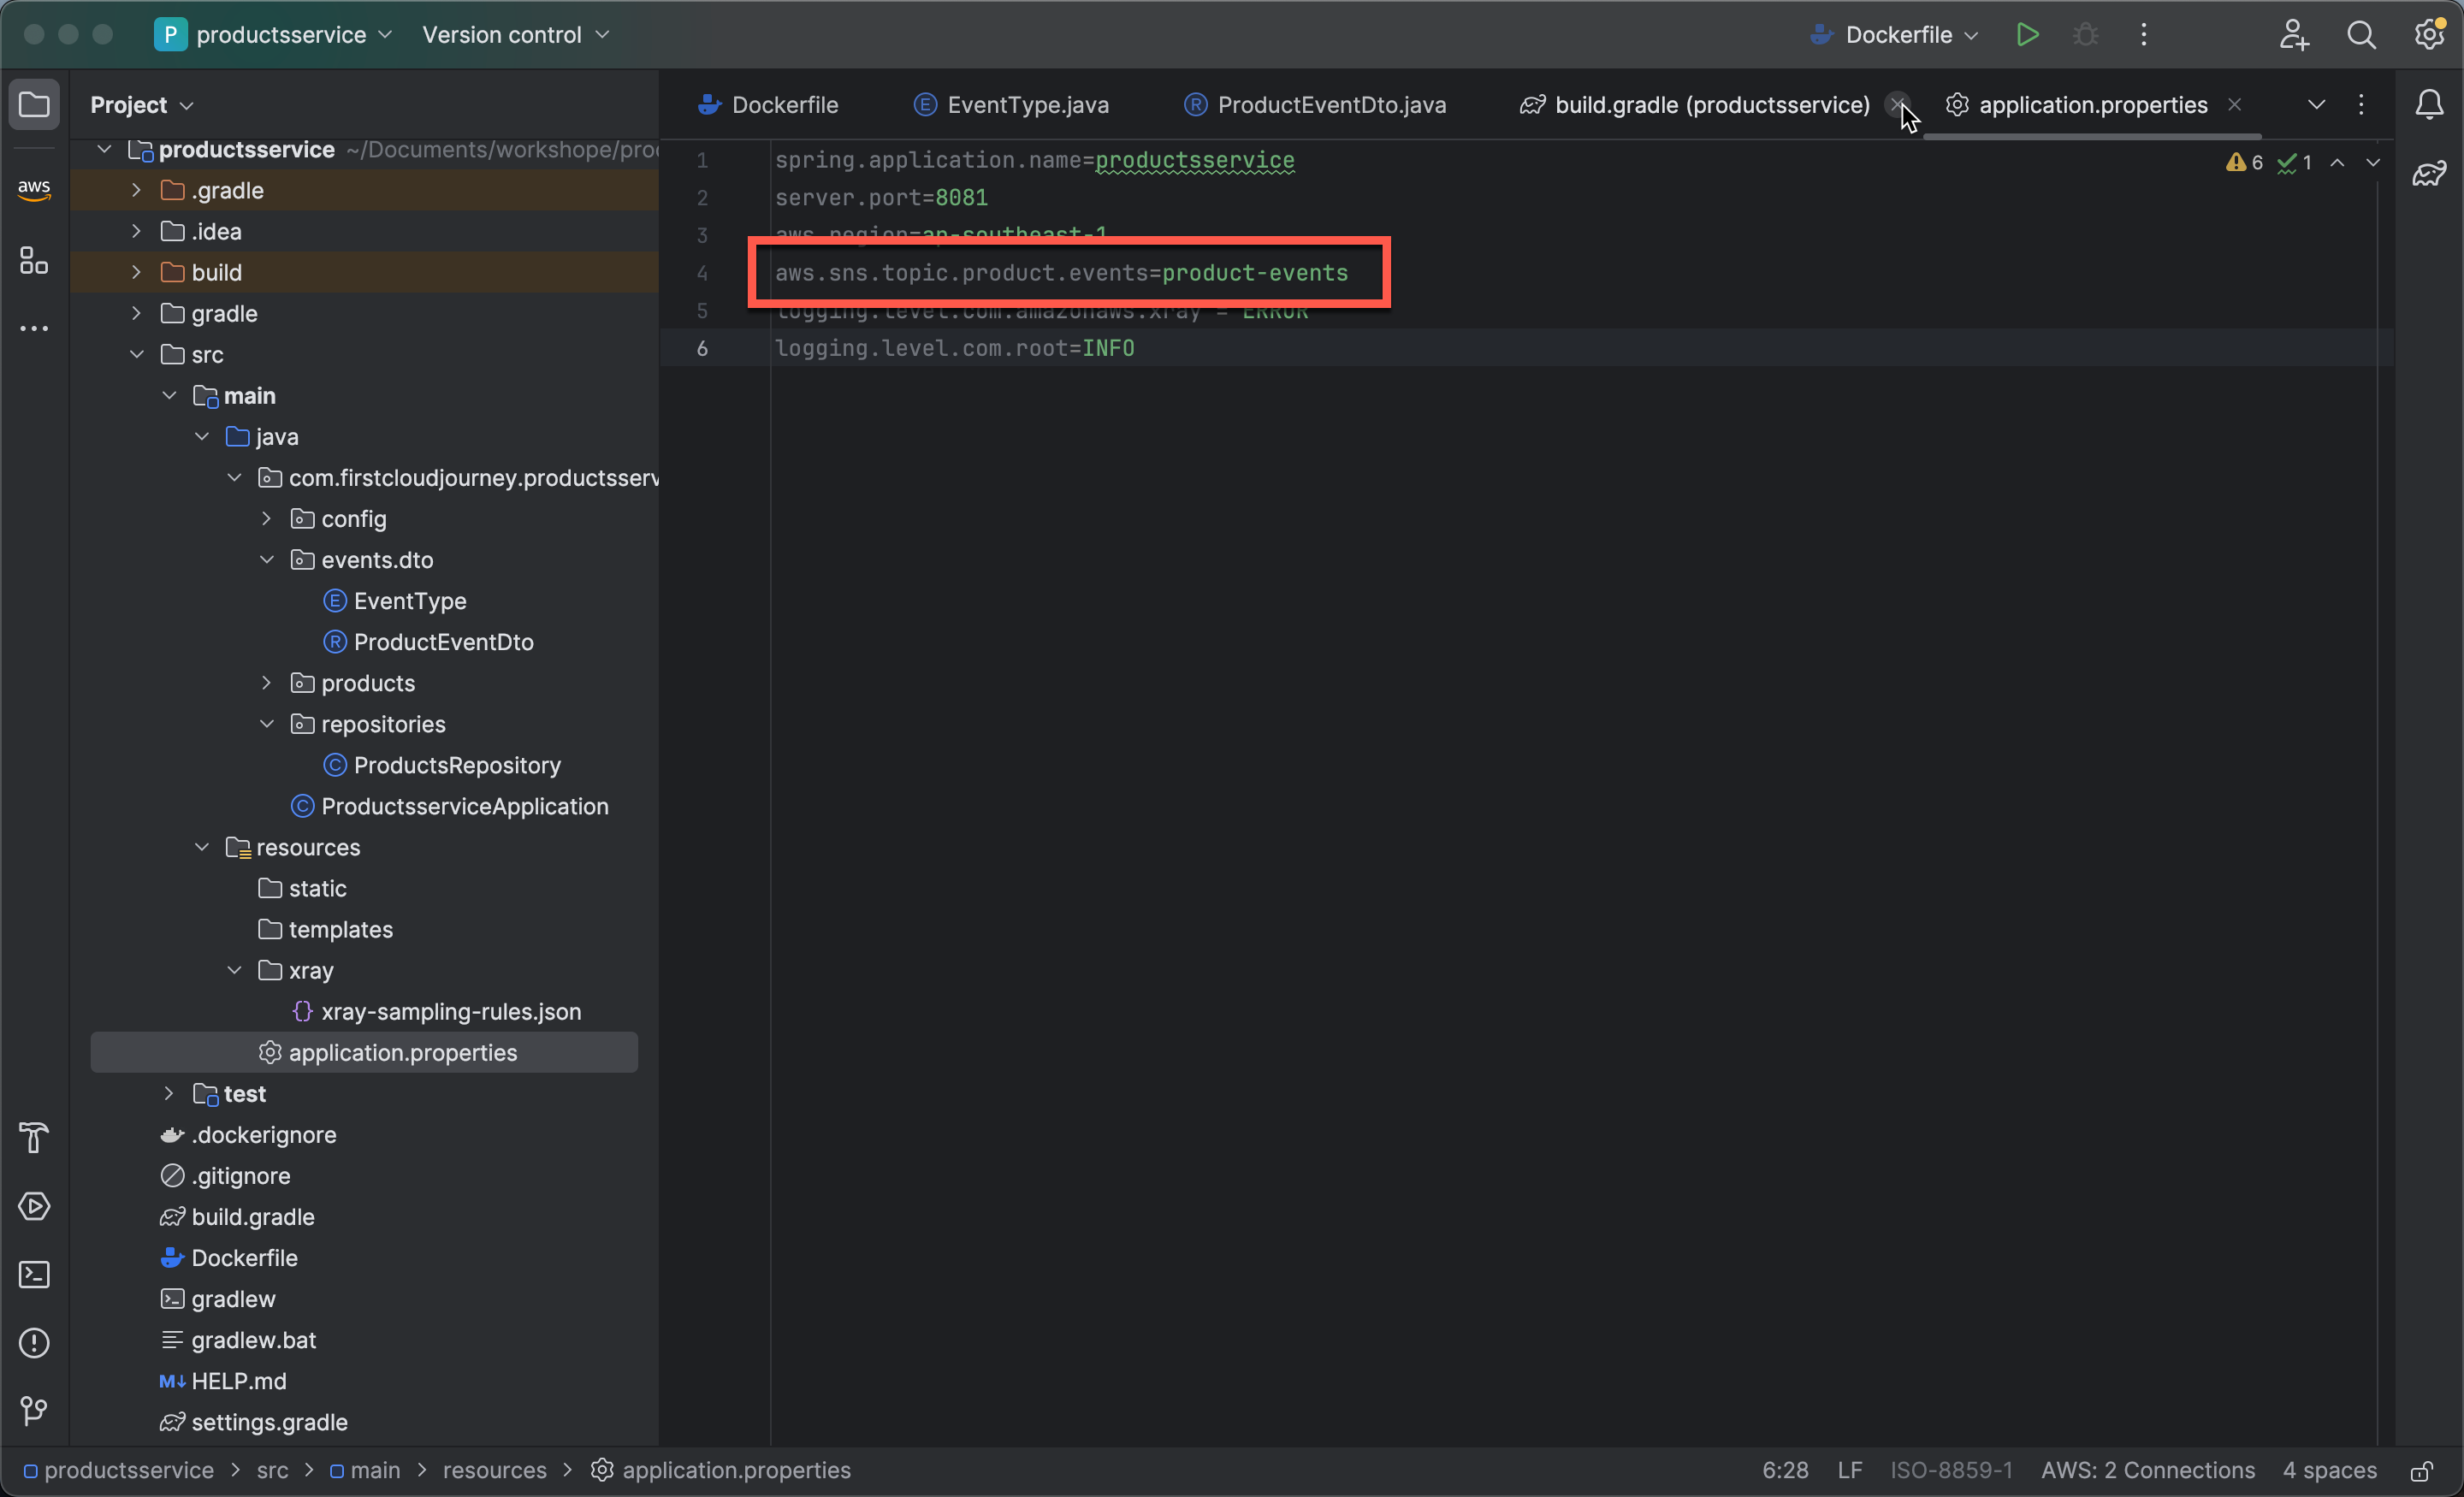 P productsservice Version control Dockerfile
Project
productsservice ~/Documents/workshope/pro
.gradle
.idea
build
gradle
src
main
java
com.firstcloudjourney.productsserv
config
events.dto
E EventType
R ProductEventDto
products
repositories
C ProductsRepository
C ProductsserviceApplication
resources
static
templates
xray
{} xray-sampling-rules.json
application.properties
test
.dockerignore
.gitignore
build.gradle
Dockerfile
gradlew
gradlew.bat
M↓ HELP.md
settings.gradle
aws
Dockerfile E EventType.java R ProductEventDto.java build.gradle (productsservice) application.properties
6 1
1 spring.application.name=productsservice
2 server.port=8081
3 aws.region=ap-southeast-1
4 aws.sns.topic.product.events=product-events
5 logging.level.com.amazonaws.xray = ERROR
6 logging.level.com.root=INFO
productsservice > src > main > resources > application.properties 6:28 LF ISO-8859-1 AWS: 2 Connections 4 spaces